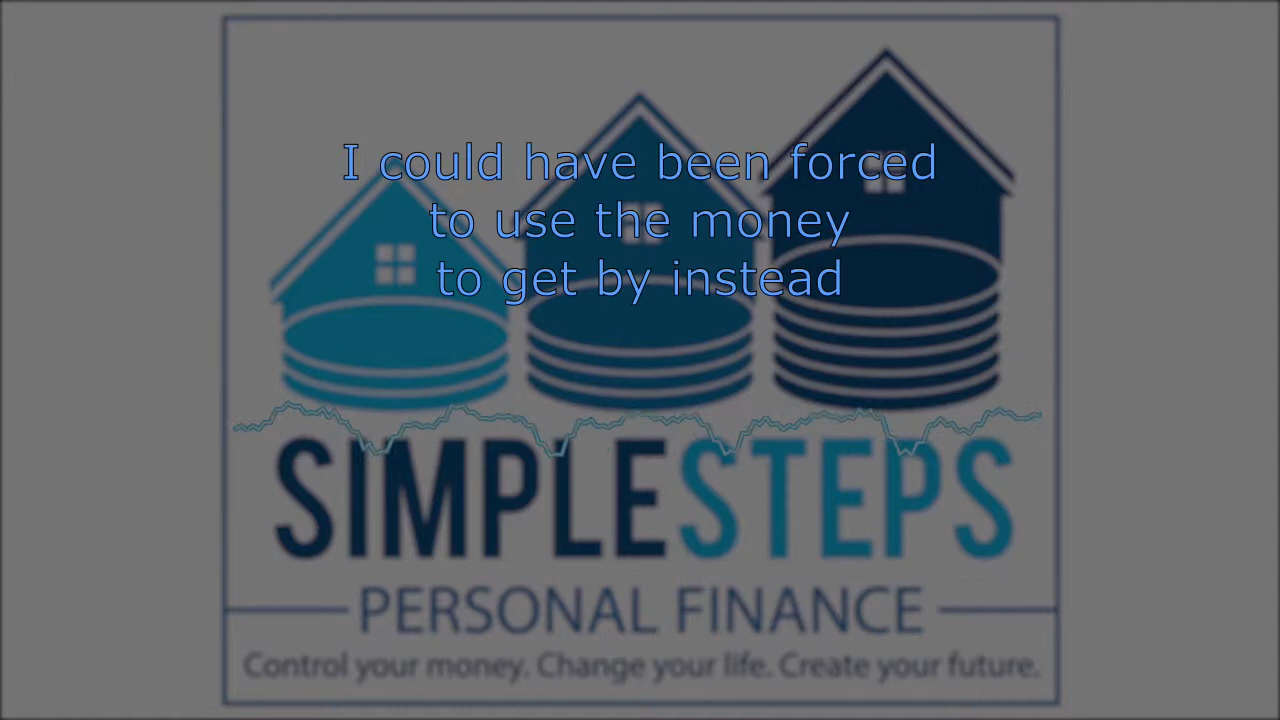 I could have been forced
to use the money
to get by instead
SIMPLESTEPS
PERSONAL FINANCE
Control your money. Change your life. Create your future.